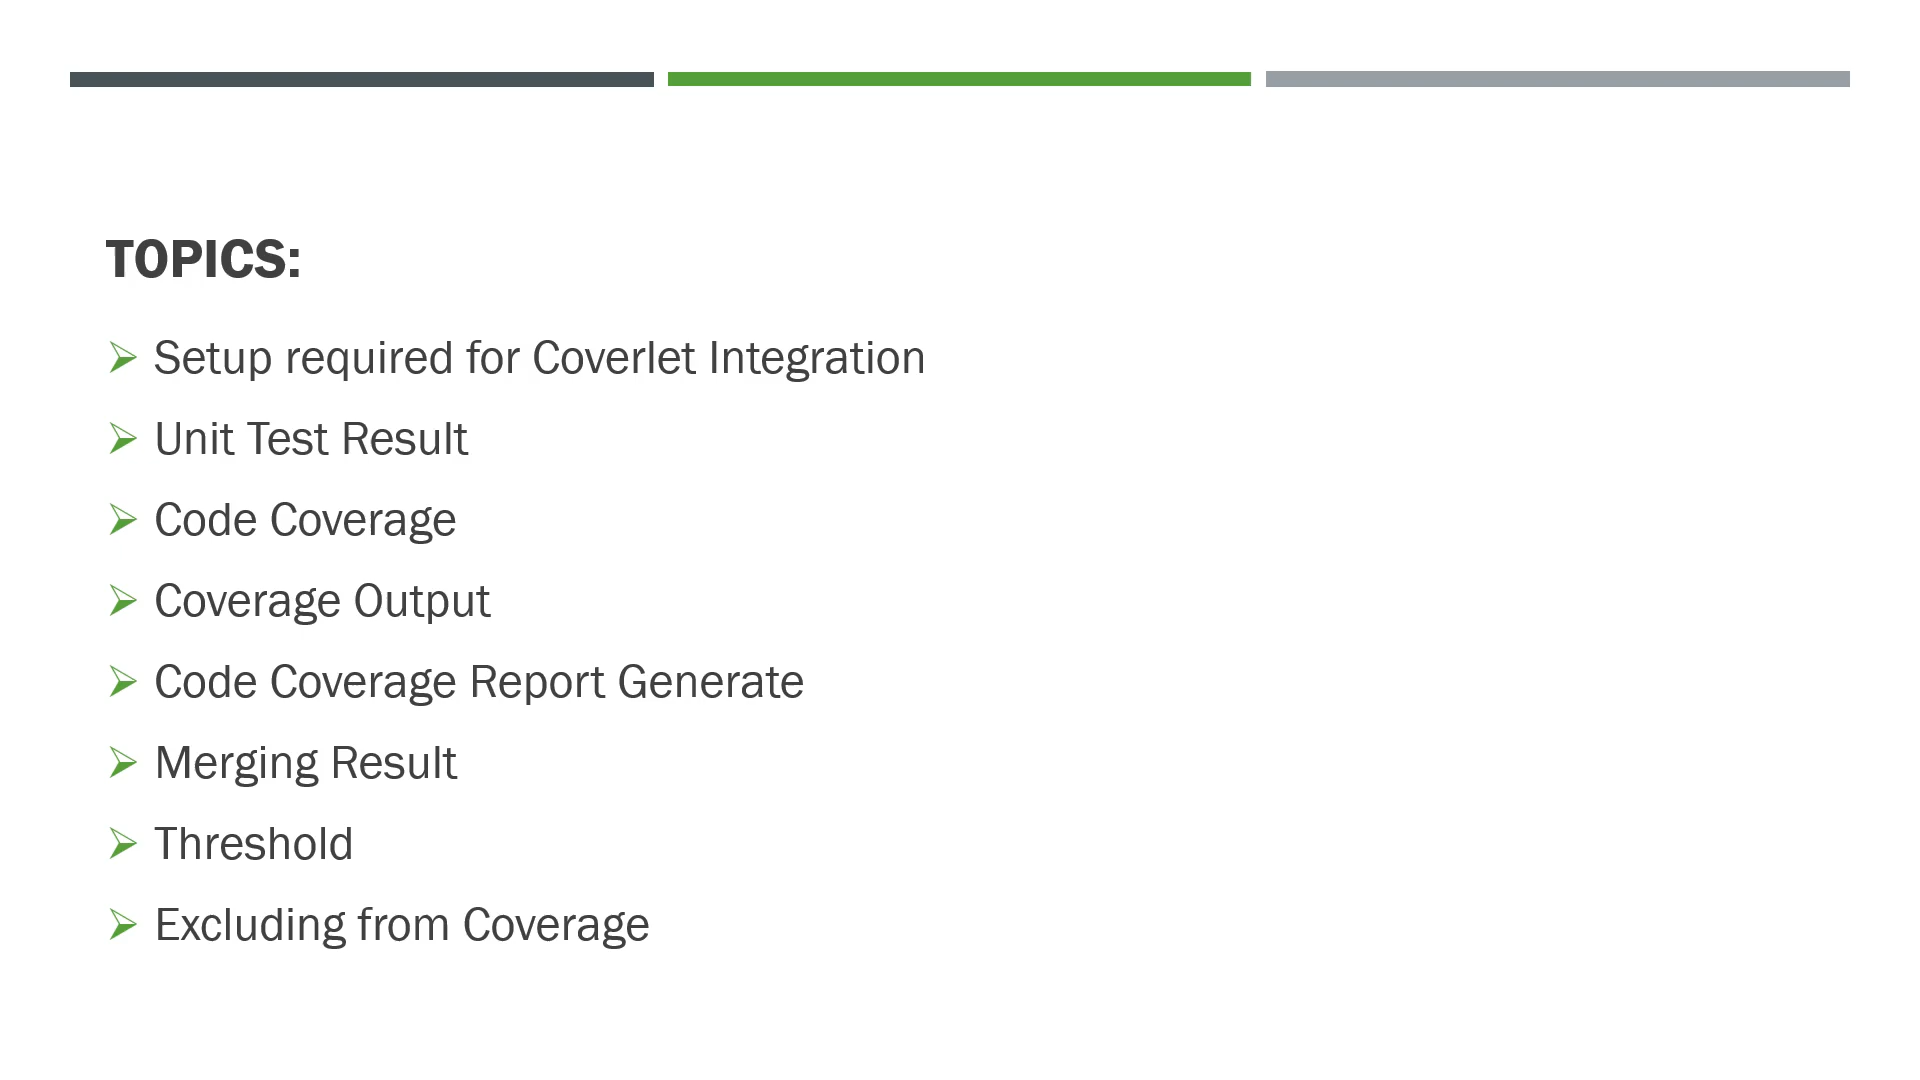 TOPICS:
Setup required for Coverlet Integration
Unit Test Result
Code Coverage
Coverage Output
Code Coverage Report Generate
Merging Result
Threshold
Excluding from Coverage